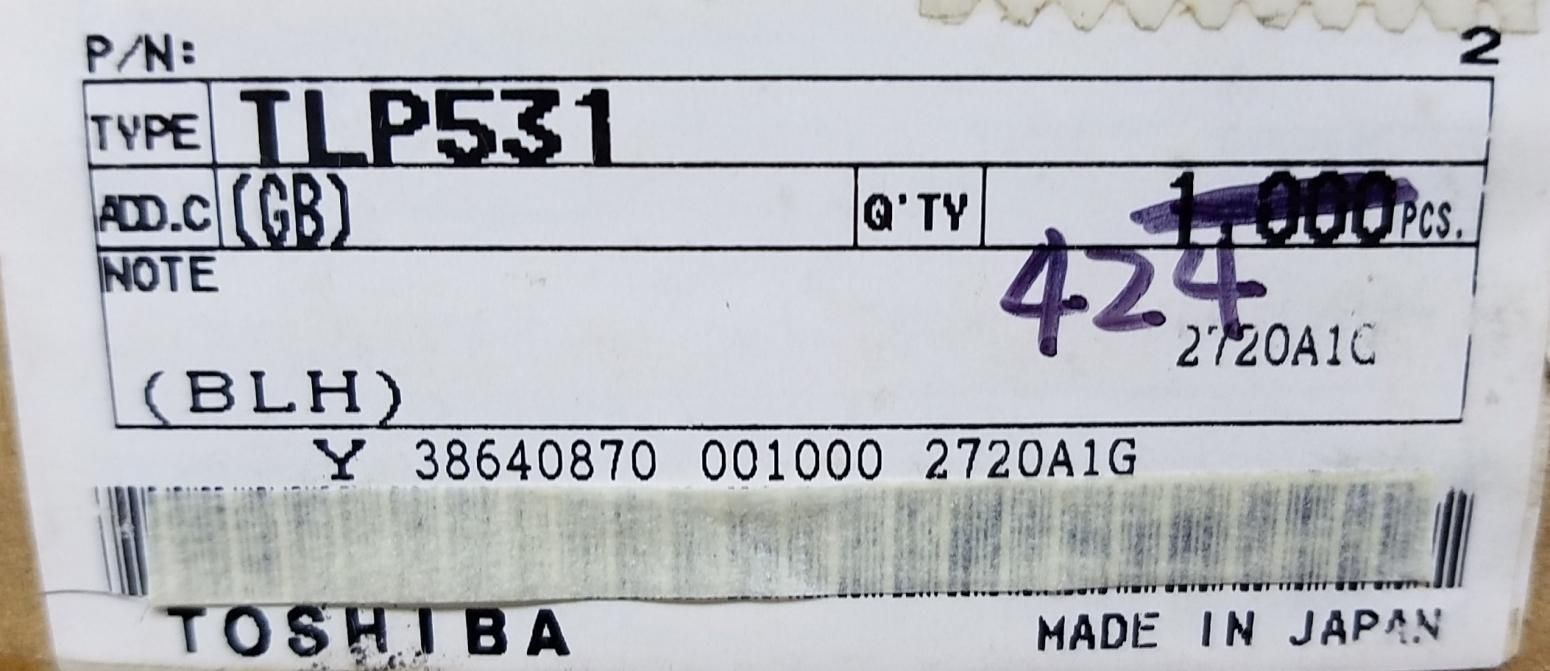 P/N:
2
TYPE TLP531
ADD.C (GB) Q'TY 1,000 PCS.
NOTE
424
2720A1G
(BLH)
Y 38640870 001000 2720A1G
TOSHIBA MADE IN JAPAN